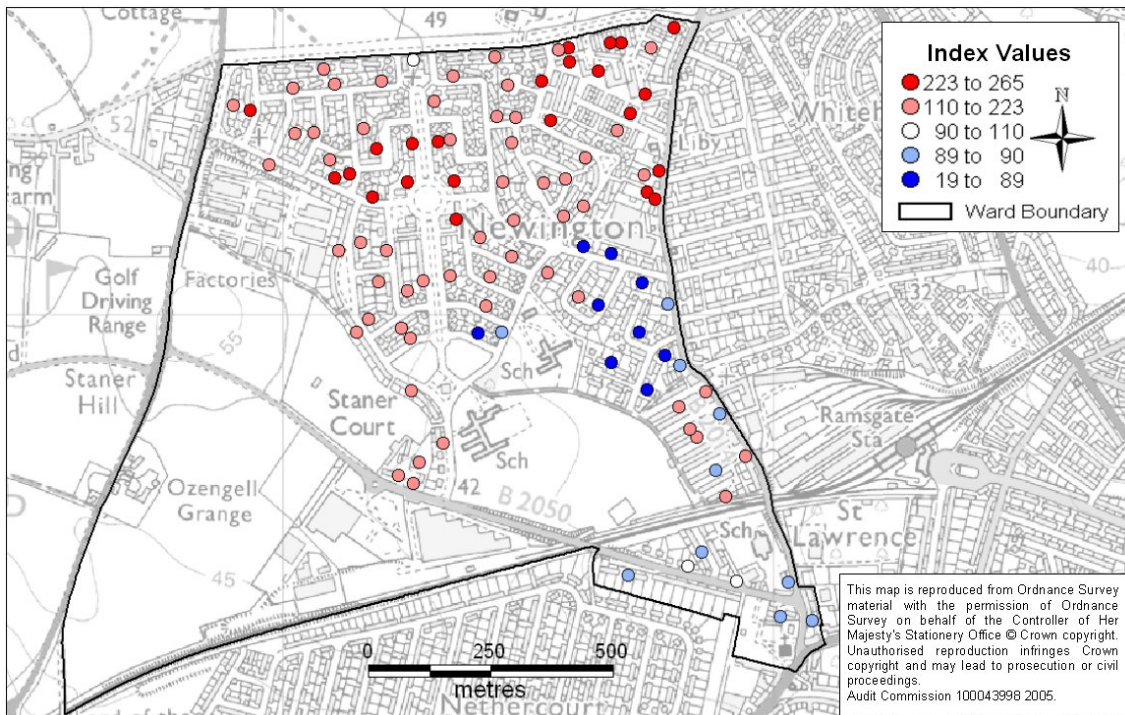 Cottage
49
52
Farm
Golf
Driving
Range
Factories
55
Staner
Hill
Staner
Court
Sch
Sch
Ozengell
Grange
42
B 2050
45
Newington
Liby
32
40
Ramsgate
Sta
Sch
St
Lawrence
Nethercourt
0 250 500
metres
Index Values
223 to 265
110 to 223
90 to 110
89 to 90
19 to 89
Ward Boundary
N
This map is reproduced from Ordnance Survey
material with the permission of Ordnance
Survey on behalf of the Controller of Her
Majesty's Stationery Office © Crown copyright.
Unauthorised reproduction infringes Crown
copyright and may lead to prosecution or civil
proceedings.
Audit Commission 100043998 2005.